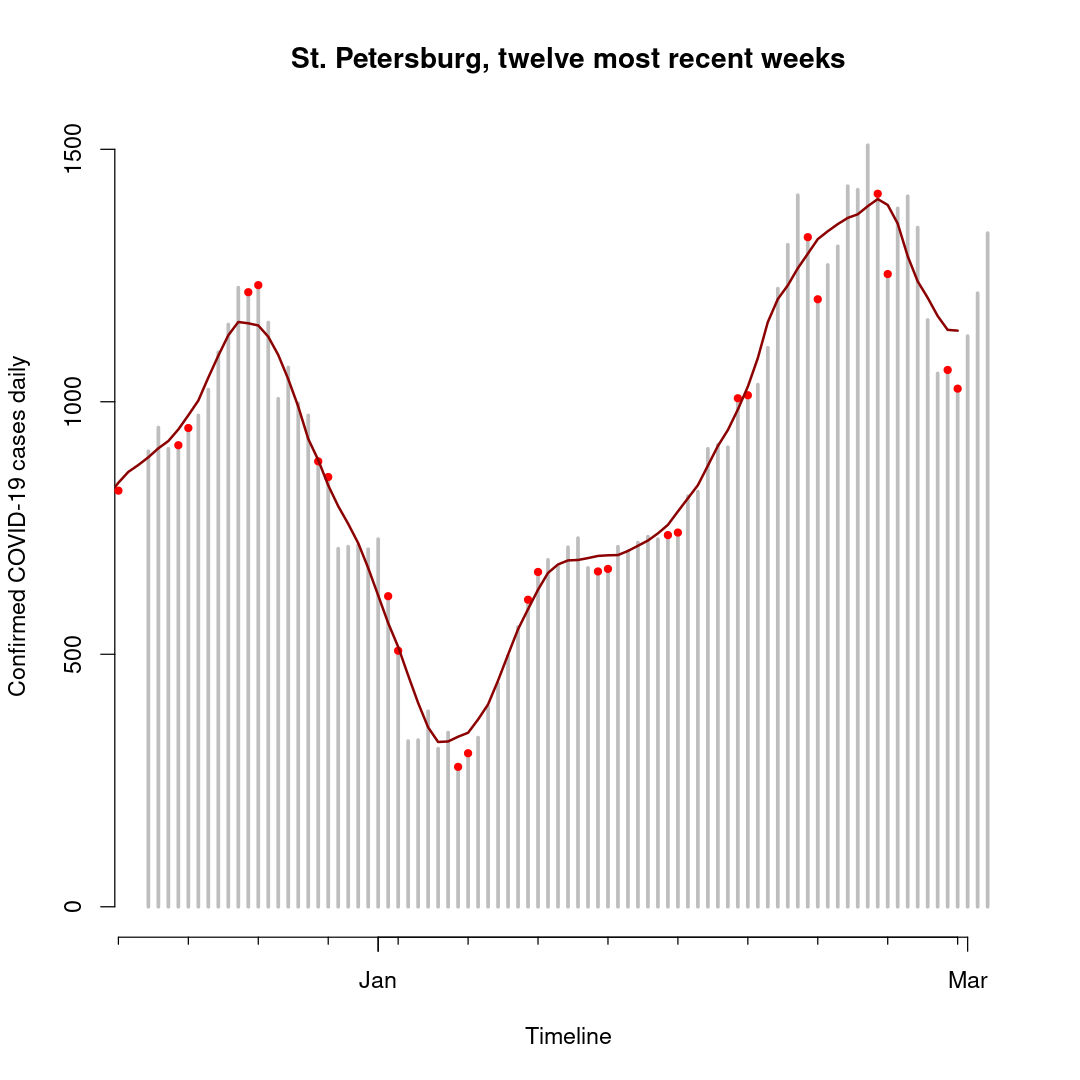 St. Petersburg, twelve most recent weeks
Confirmed COVID-19 cases daily
1500
1000
500
0
Jan
Mar
Timeline